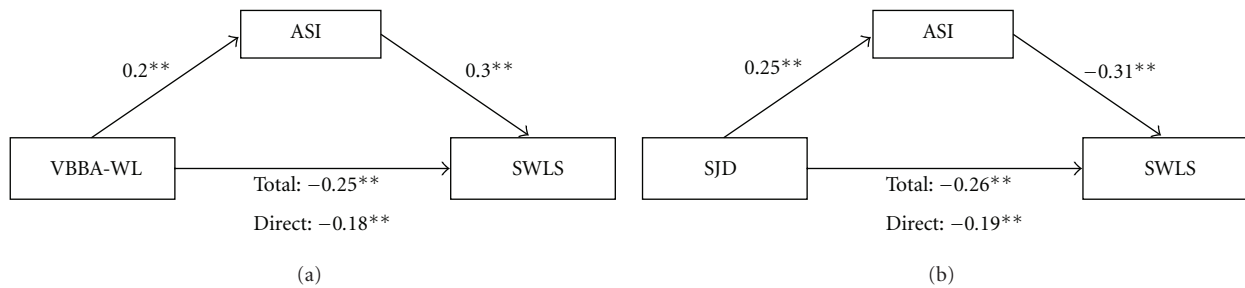 ASI
0.2**
0.3**
VBBA-WL
SWLS
Total: −0.25**
Direct: −0.18**
(a)
ASI
0.25**
−0.31**
SJD
SWLS
Total: −0.26**
Direct: −0.19**
(b)